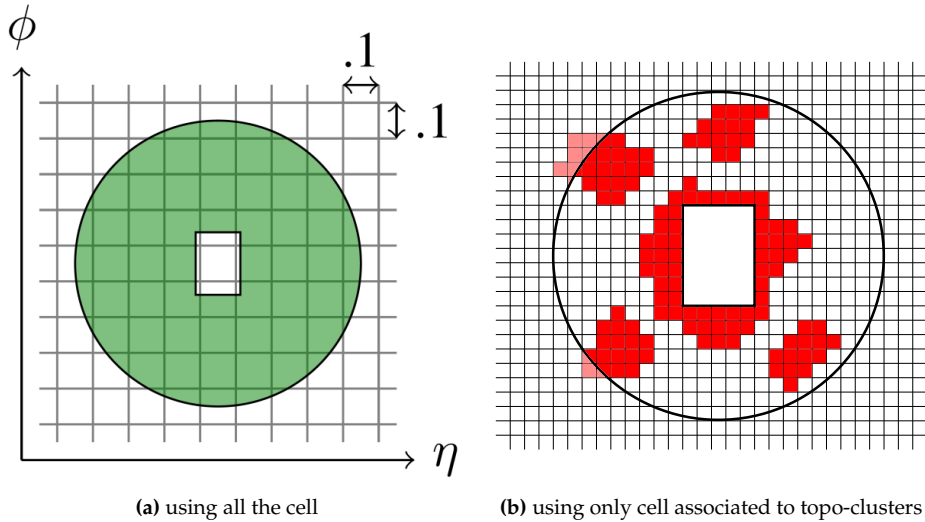 ϕ
.1
.1
η
(a) using all the cell
(b) using only cell associated to topo-clusters